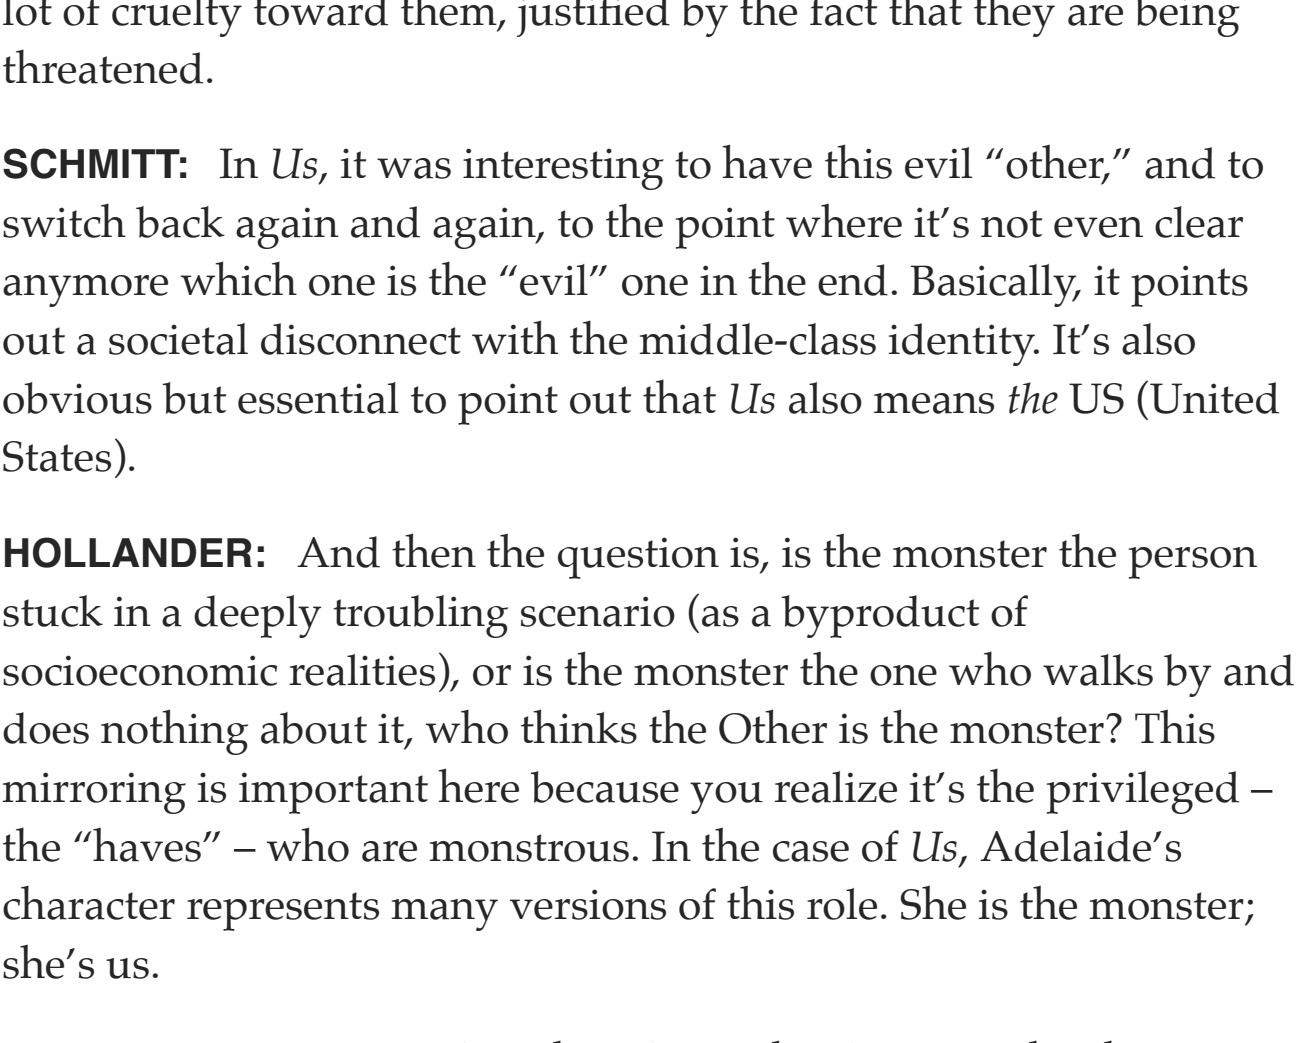 lot of cruelty toward them, justified by the fact that they are being
threatened.
SCHMITT: In Us, it was interesting to have this evil “other,” and to
switch back again and again, to the point where it’s not even clear
anymore which one is the “evil” one in the end. Basically, it points
out a societal disconnect with the middle-class identity. It’s also
obvious but essential to point out that Us also means the US (United
States).
HOLLANDER: And then the question is, is the monster the person
stuck in a deeply troubling scenario (as a byproduct of
socioeconomic realities), or is the monster the one who walks by and
does nothing about it, who thinks the Other is the monster? This
mirroring is important here because you realize it’s the privileged –
the “haves” – who are monstrous. In the case of Us, Adelaide’s
character represents many versions of this role. She is the monster;
she’s us.